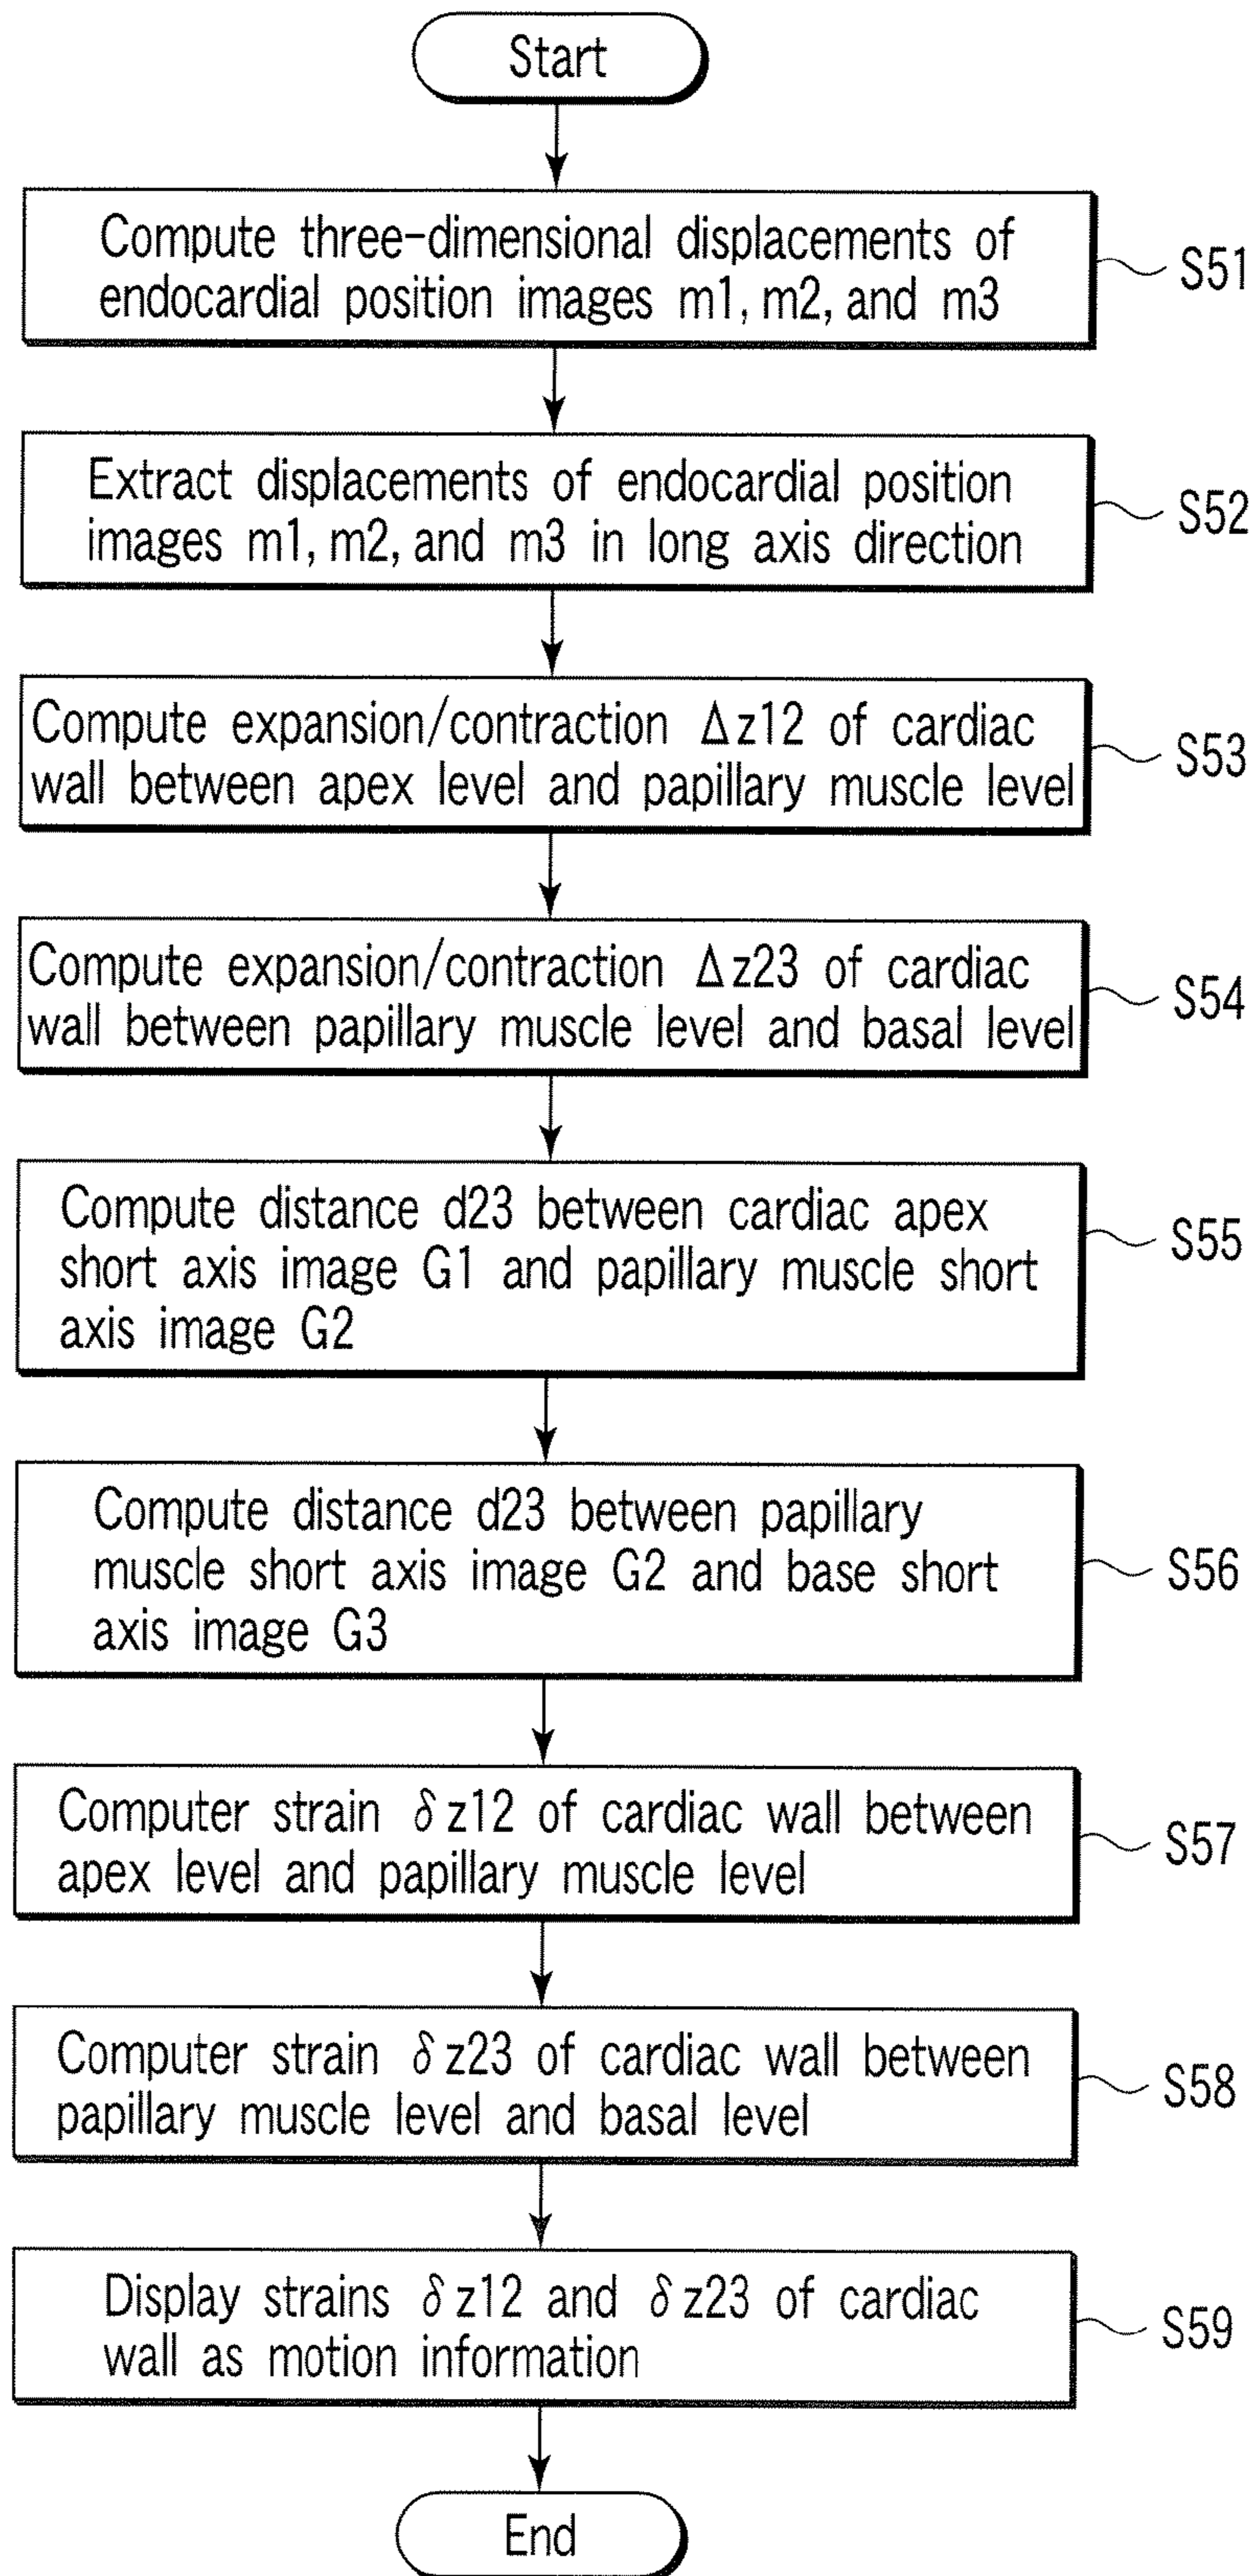 Start
Compute three-dimensional displacements of
endocardial position images m1, m2, and m3
S51
Extract displacements of endocardial position
images m1, m2, and m3 in long axis direction
S52
Compute expansion/contraction Δz12 of cardiac
wall between apex level and papillary muscle level
S53
Compute expansion/contraction Δz23 of cardiac
wall between papillary muscle level and basal level
S54
Compute distance d23 between cardiac apex
short axis image G1 and papillary muscle short
axis image G2
S55
Compute distance d23 between papillary
muscle short axis image G2 and base short
axis image G3
S56
Computer strain δz12 of cardiac wall between
apex level and papillary muscle level
S57
Computer strain δz23 of cardiac wall between
papillary muscle level and basal level
S58
Display strains δz12 and δz23 of cardiac
wall as motion information
S59
End